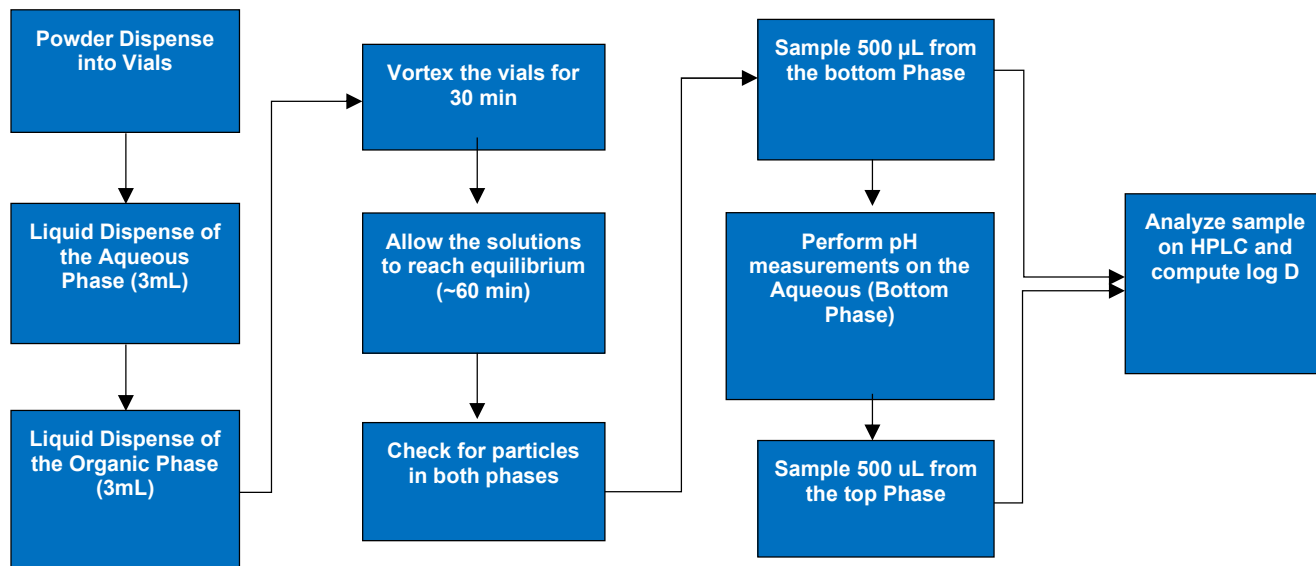 Powder Dispense
into Vials
Liquid Dispense of
the Aqueous
Phase (3mL)
Liquid Dispense of
the Organic Phase
(3mL)
Vortex the vials for
30 min
Allow the solutions
to reach equilibrium
(~60 min)
Check for particles
in both phases
Sample 500 µL from
the bottom Phase
Perform pH
measurements on the
Aqueous (Bottom
Phase)
Sample 500 uL from
the top Phase
Analyze sample
on HPLC and
compute log D